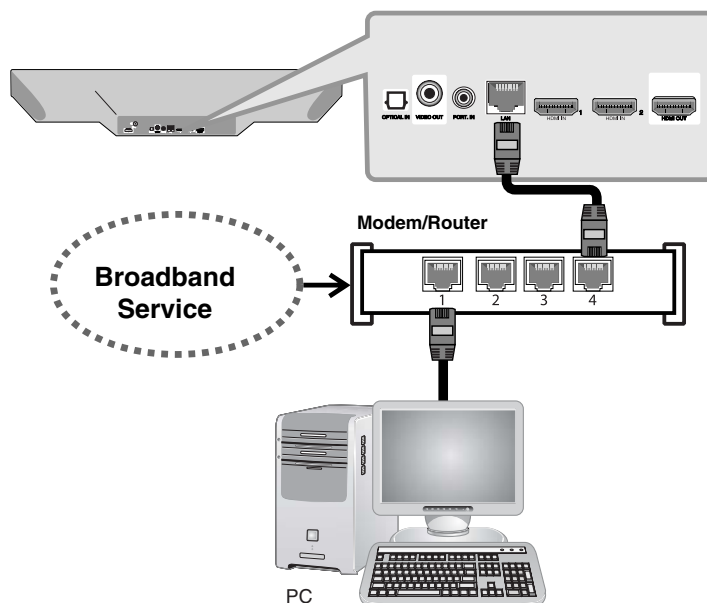 OPTICAL IN
VIDEO OUT
PORT. IN
LAN
HDMI IN
1
HDMI IN
2
HDMI OUT
Modem/Router
Broadband
Service
1
2
3
4
PC